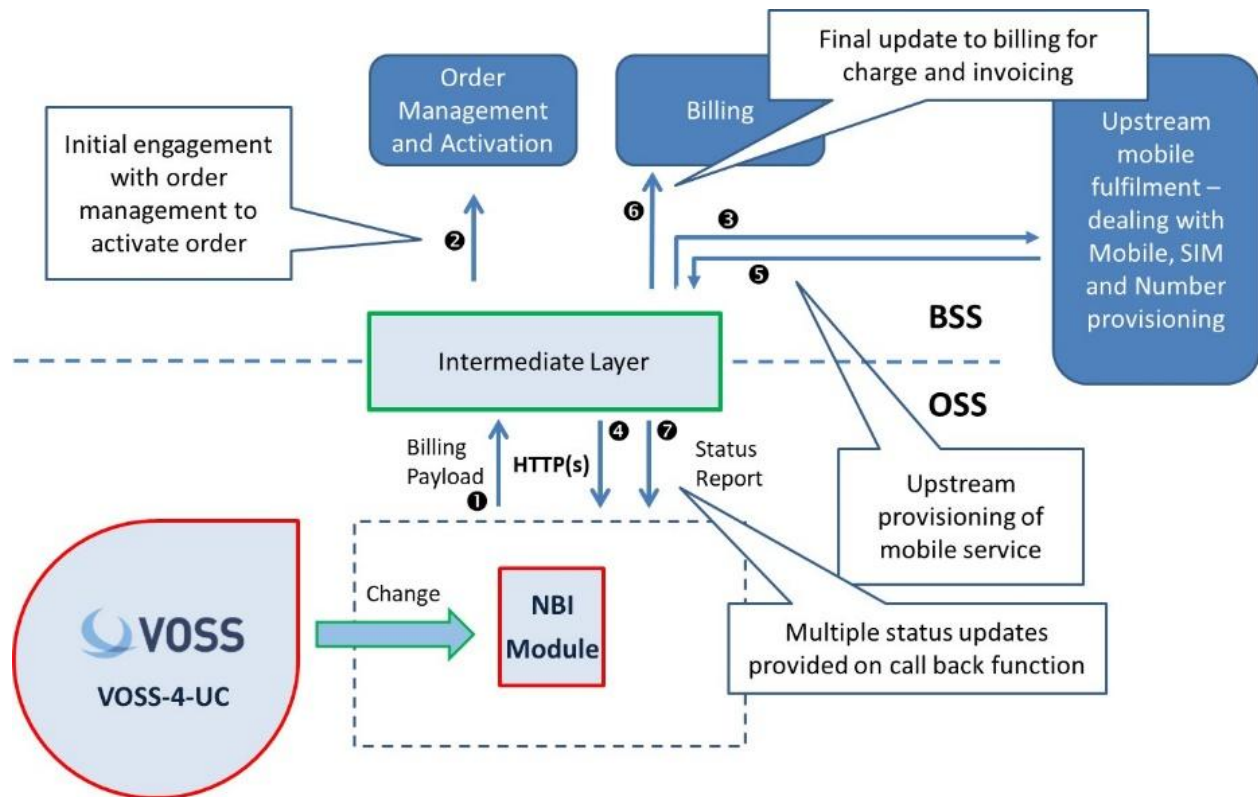 Order
Management
and Activation
Billing
Final update to billing for
charge and invoicing
Initial engagement
with order
management to
activate order
Upstream
mobile
fulfilment –
dealing with
Mobile, SIM
and Number
provisioning
❷
❻
❸
❺
BSS
Intermediate Layer
OSS
Billing
Payload
❶
HTTP(s)
❹
❼
Status
Report
Upstream
provisioning of
mobile service
VOSS
VOSS-4-UC
Change
NBI
Module
Multiple status updates
provided on call back function